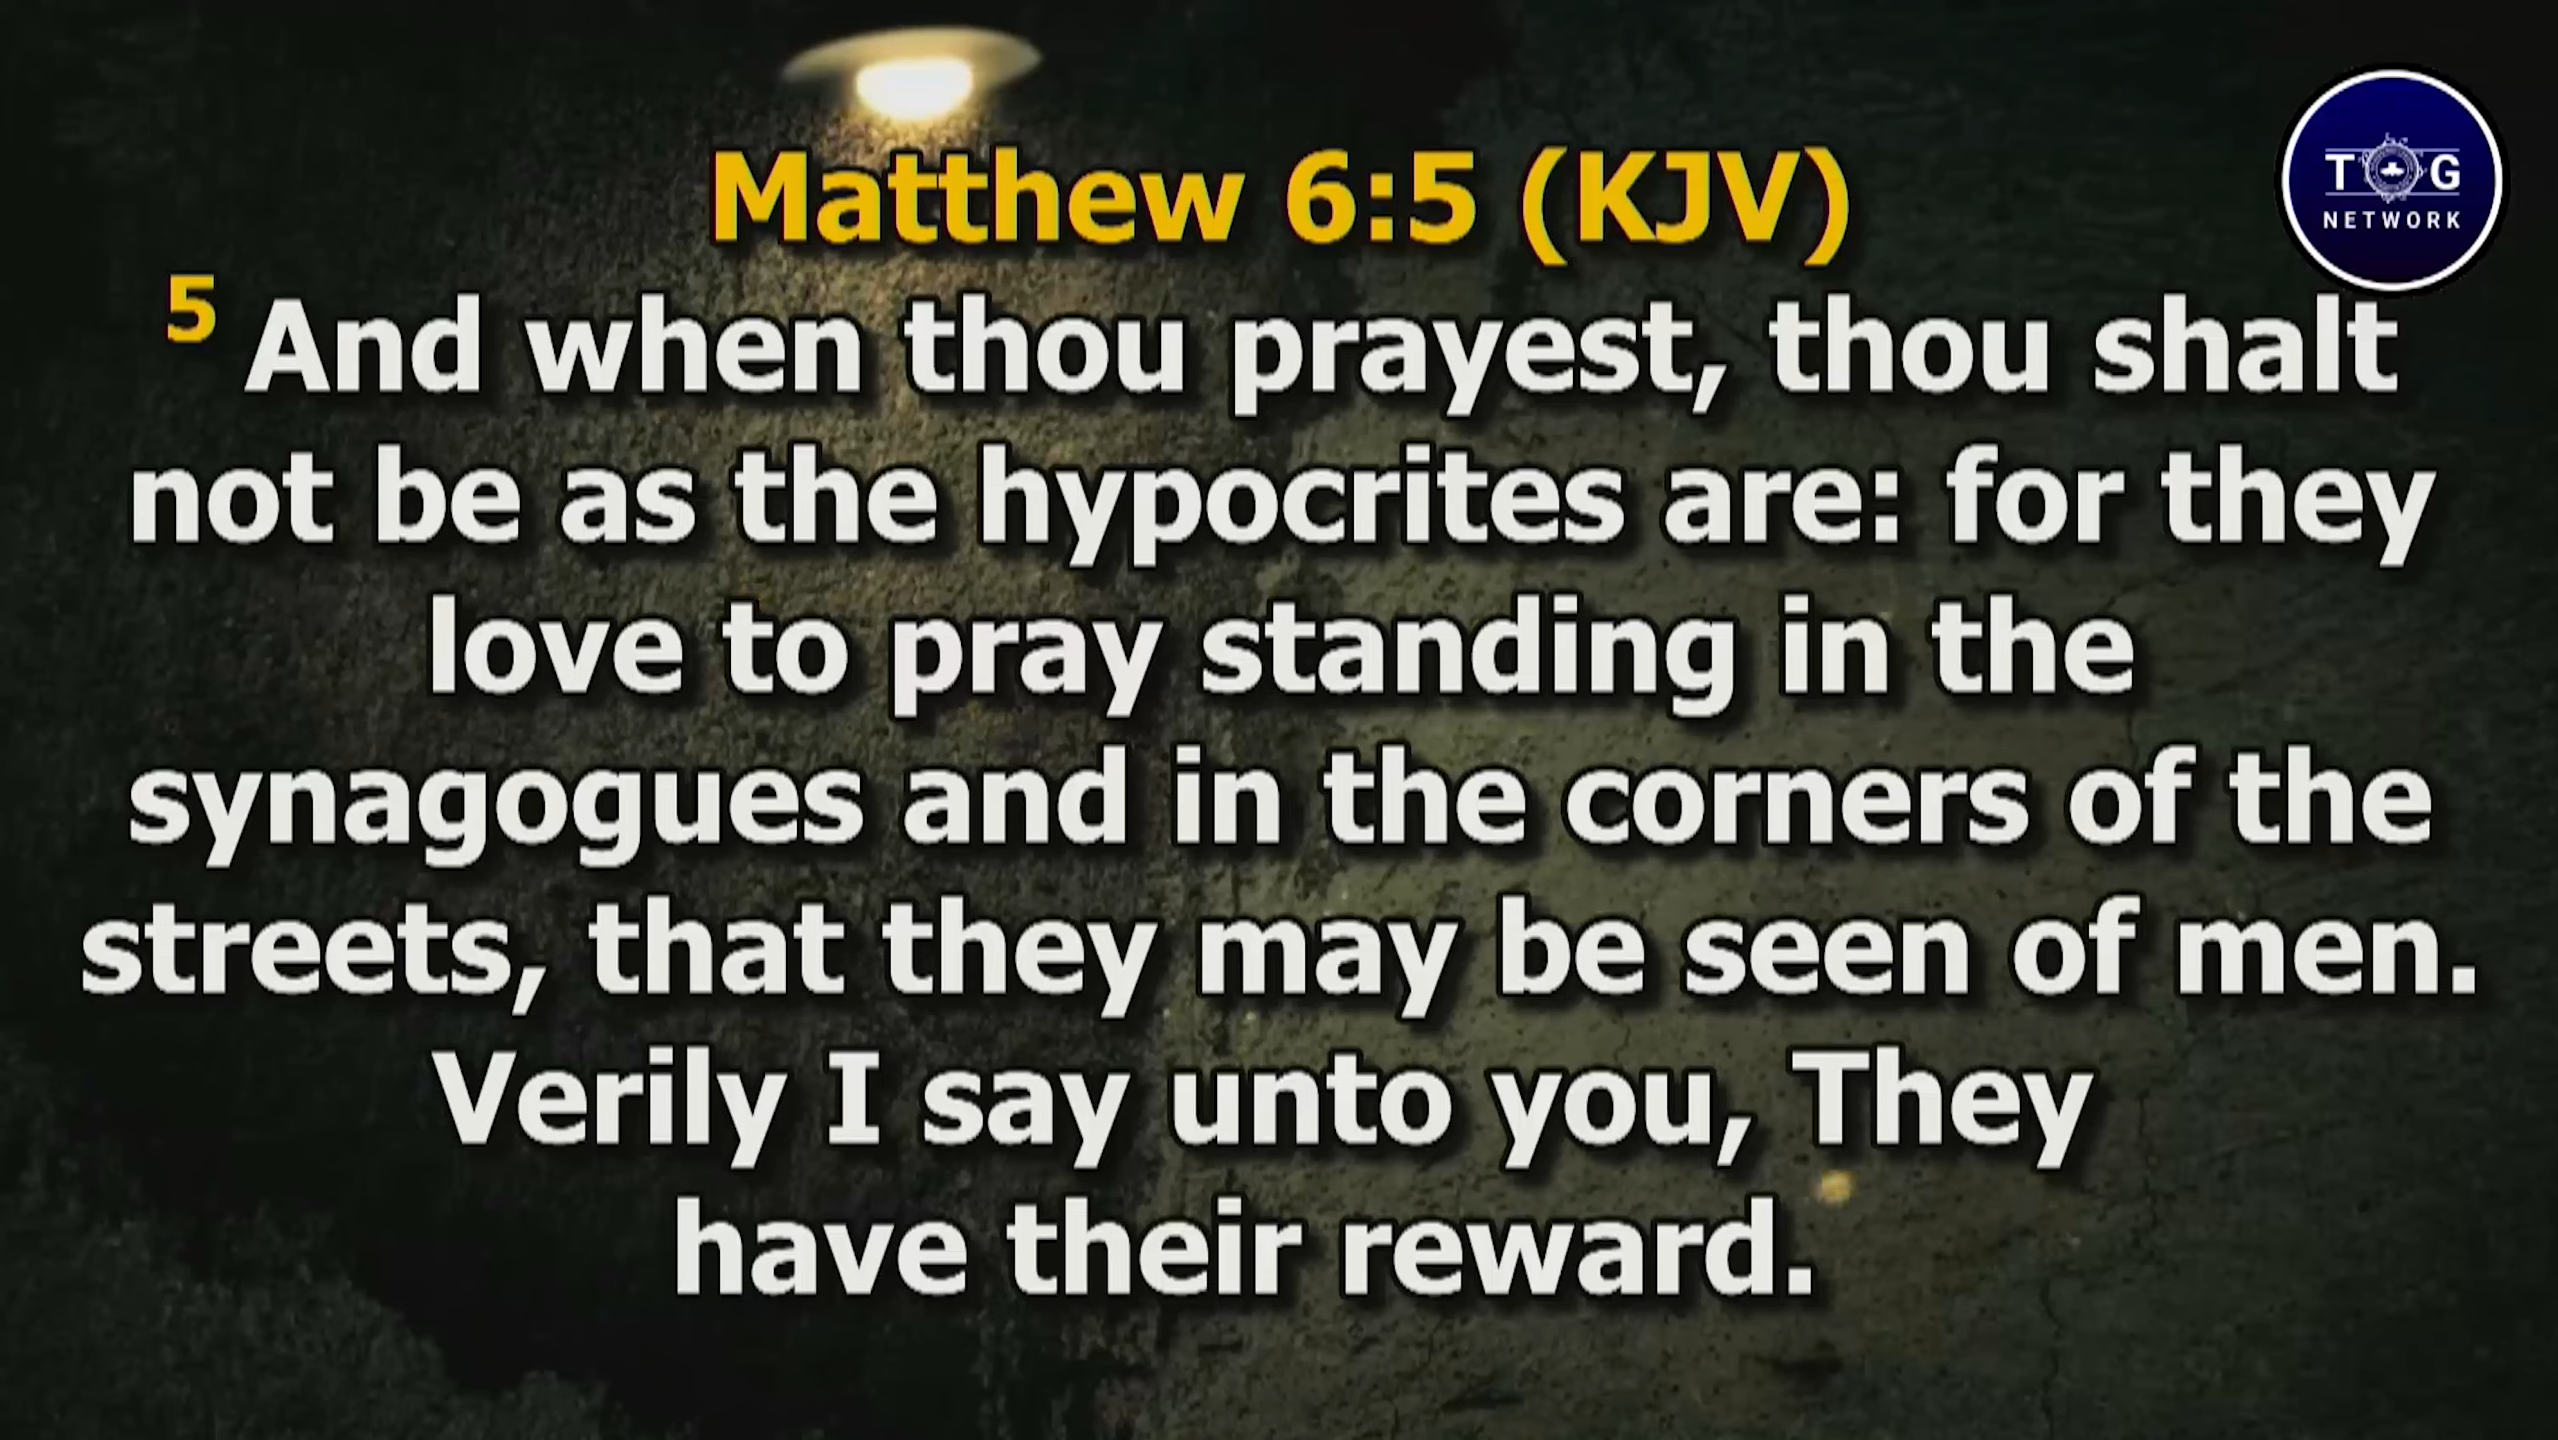 Matthew 6:5 (KJV)
5 And when thou prayest, thou shalt
not be as the hypocrites are: for they
love to pray standing in the
synagogues and in the corners of the
streets, that they may be seen of men.
Verily I say unto you, They
have their reward.
TOG
NETWORK